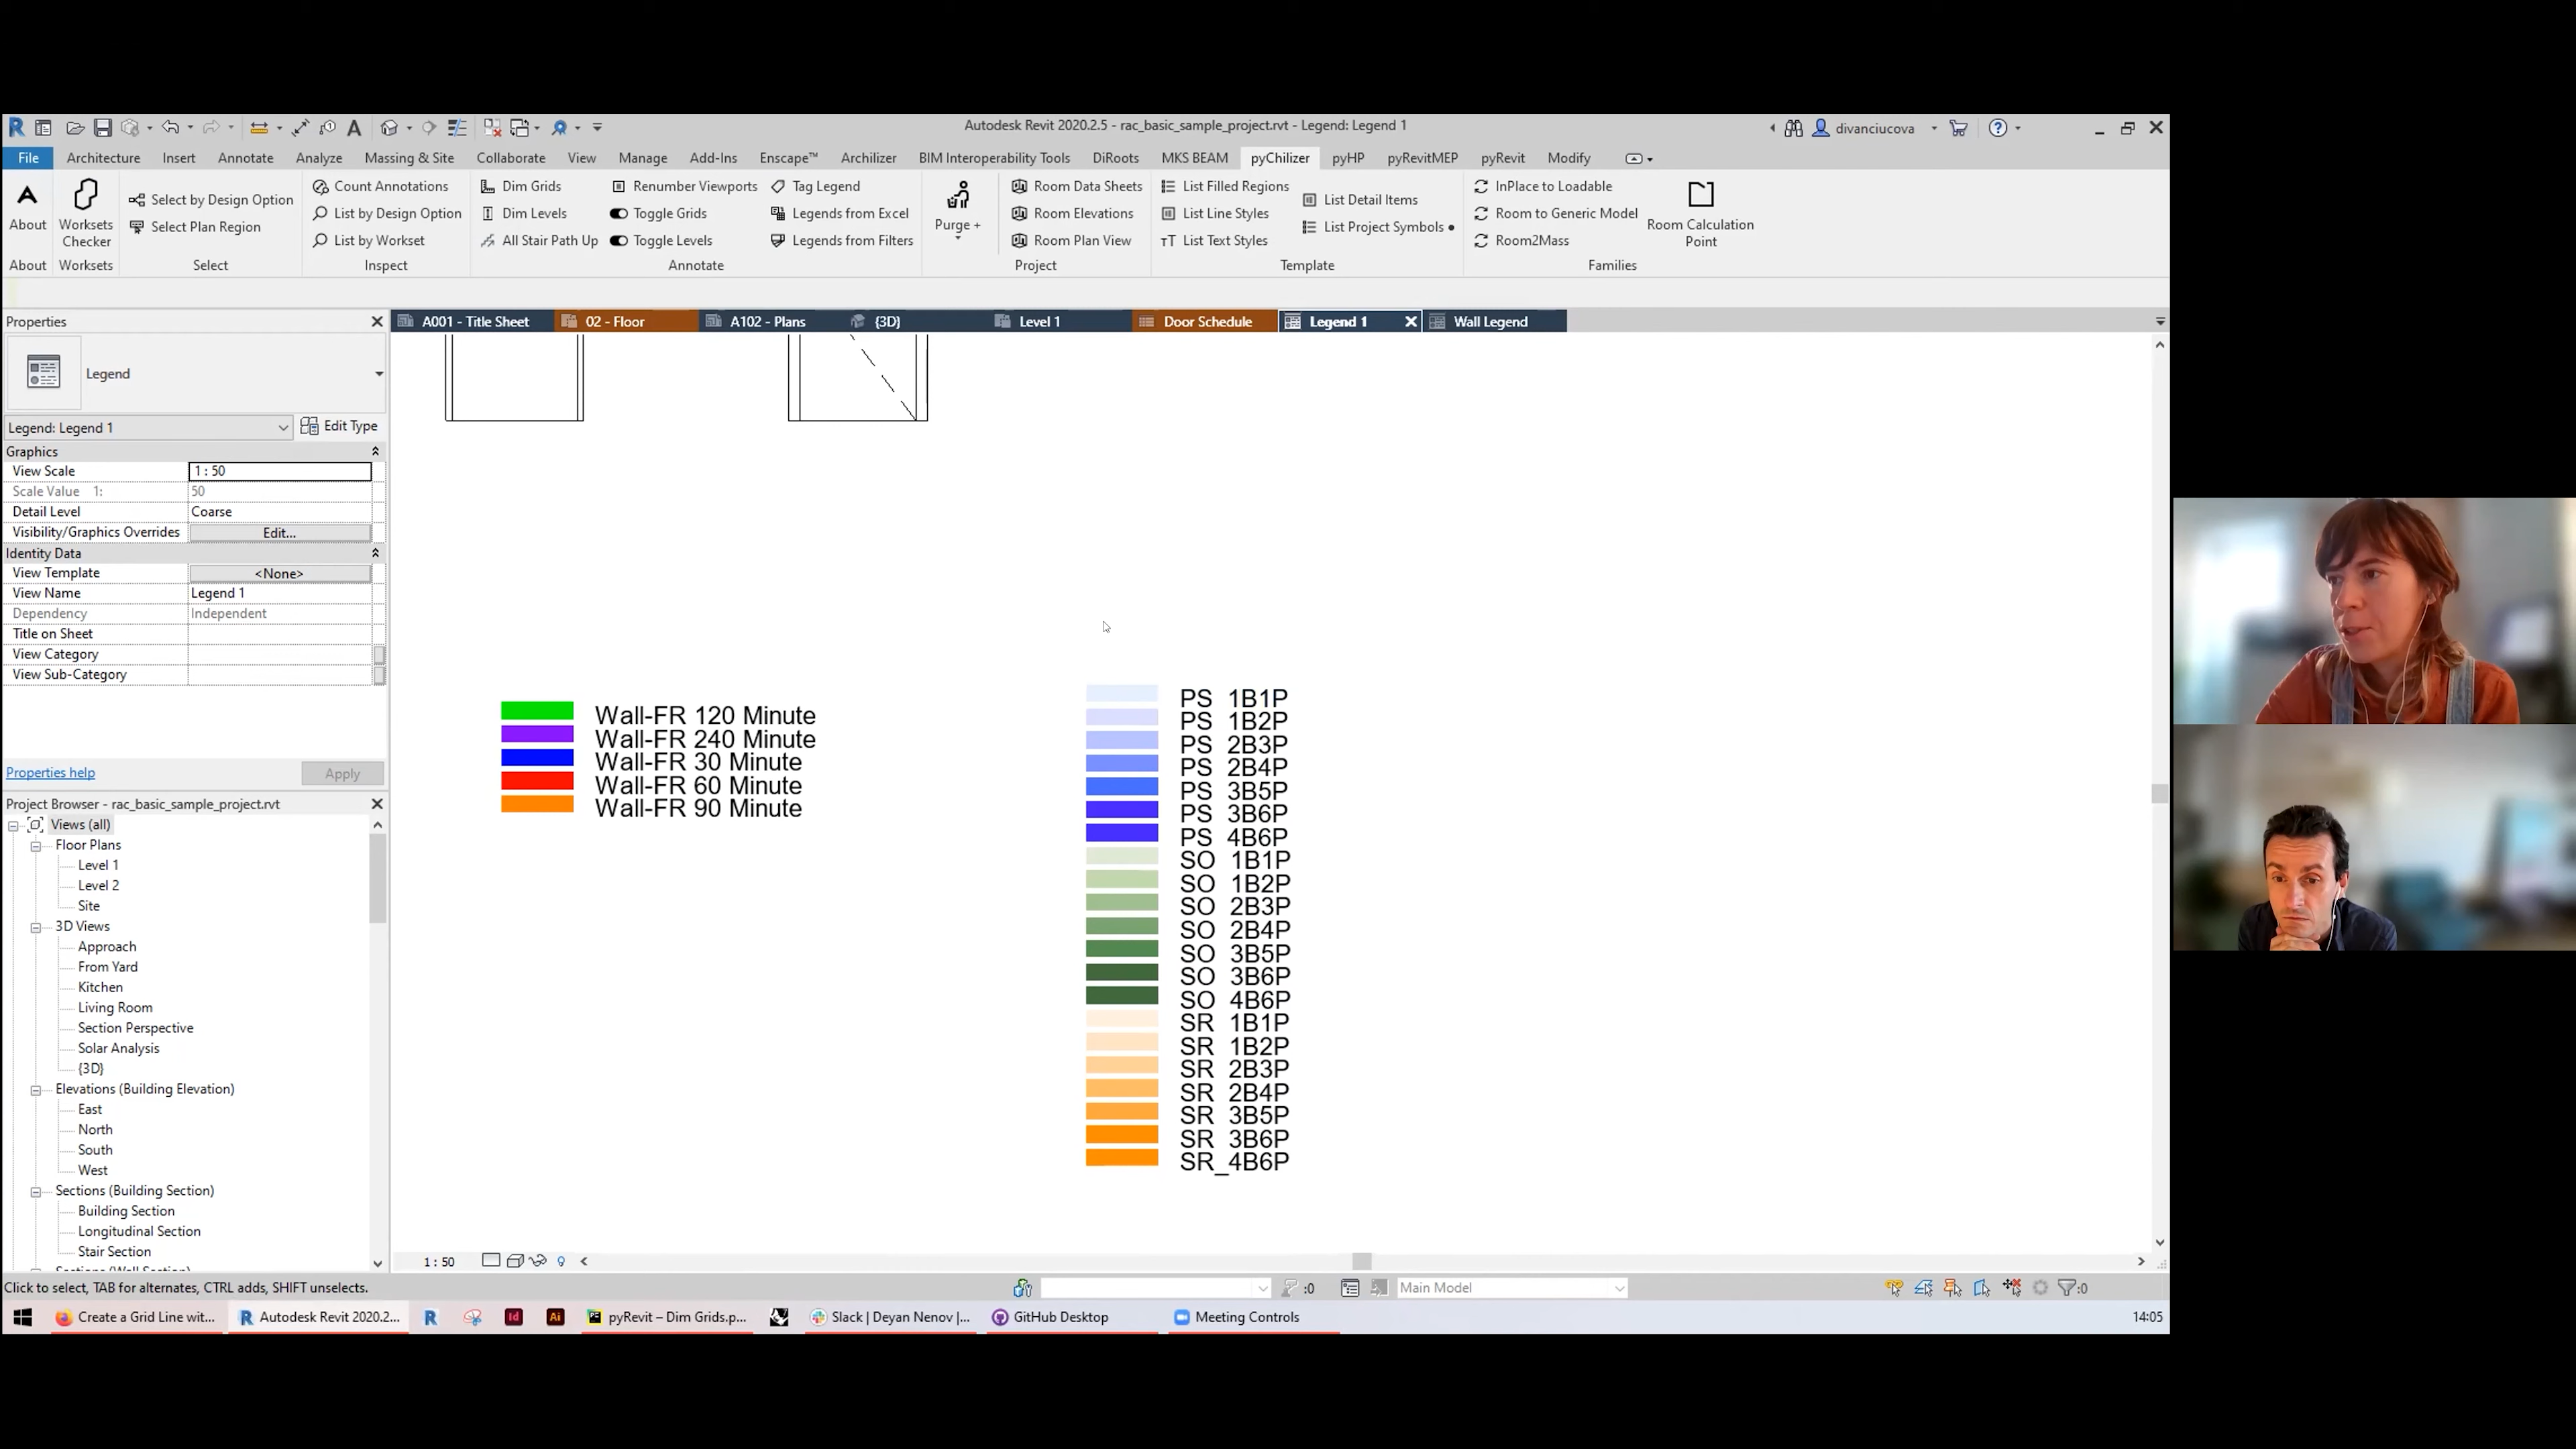 Autodesk Revit 2020.2.5 - rac_basic_sample_project.rvt - Legend: Legend 1
divanciucova
File Architecture Insert Annotate Analyze Massing & Site Collaborate View Manage Add-Ins Enscape™ Archilizer BIM Interoperability Tools DiRoots MKS BEAM pyChilizer pyHP pyRevitMEP pyRevit Modify
About
About
Worksets
Checker
Worksets
Select by Design Option
Select Plan Region
Select
Count Annotations
List by Design Option
List by Workset
Inspect
Dim Grids
Dim Levels
All Stair Path Up
Renumber Viewports
Toggle Grids
Toggle Levels
Tag Legend
Legends from Excel
Legends from Filters
Annotate
Purge +
Room Data Sheets
Room Elevations
Room Plan View
Project
List Filled Regions
List Line Styles
List Text Styles
List Detail Items
List Project Symbols
Template
InPlace to Loadable
Room to Generic Model
Room2Mass
Room Calculation
Point
Families
Properties
A001 - Title Sheet
02 - Floor
A102 - Plans
{3D}
Level 1
Door Schedule
Legend 1
Wall Legend
Legend
Legend: Legend 1
Edit Type
Graphics
View Scale 1 : 50
Scale Value 1: 50
Detail Level Coarse
Visibility/Graphics Overrides Edit...
Identity Data
View Template <None>
View Name Legend 1
Dependency Independent
Title on Sheet
View Category
View Sub-Category
Properties help
Apply
Project Browser - rac_basic_sample_project.rvt
Views (all)
Floor Plans
Level 1
Level 2
Site
3D Views
Approach
From Yard
Kitchen
Living Room
Section Perspective
Solar Analysis
{3D}
Elevations (Building Elevation)
East
North
South
West
Sections (Building Section)
Building Section
Longitudinal Section
Stair Section
Sections (Wall Section)
Wall-FR 120 Minute
Wall-FR 240 Minute
Wall-FR 30 Minute
Wall-FR 60 Minute
Wall-FR 90 Minute
PS 1B1P
PS 1B2P
PS 2B3P
PS 2B4P
PS 3B5P
PS 3B6P
PS 4B6P
SO 1B1P
SO 1B2P
SO 2B3P
SO 2B4P
SO 3B5P
SO 3B6P
SO 4B6P
SR 1B1P
SR 1B2P
SR 2B3P
SR 2B4P
SR 3B5P
SR 3B6P
SR_4B6P
1 : 50
Click to select, TAB for alternates, CTRL adds, SHIFT unselects.
:0
Main Model
:0
Create a Grid Line wit...
Autodesk Revit 2020.2...
pyRevit – Dim Grids.p...
Slack | Deyan Nenov |...
GitHub Desktop
Meeting Controls
14:05